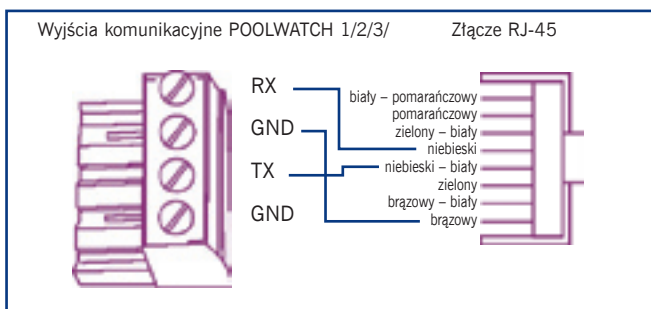 Wyjścia komunikacyjne POOLWATCH 1/2/3/
Złącze RJ-45
RX
GND
TX
GND
biały – pomarańczowy
pomarańczowy
zielony – biały
niebieski
niebieski – biały
zielony
brązowy – biały
brązowy